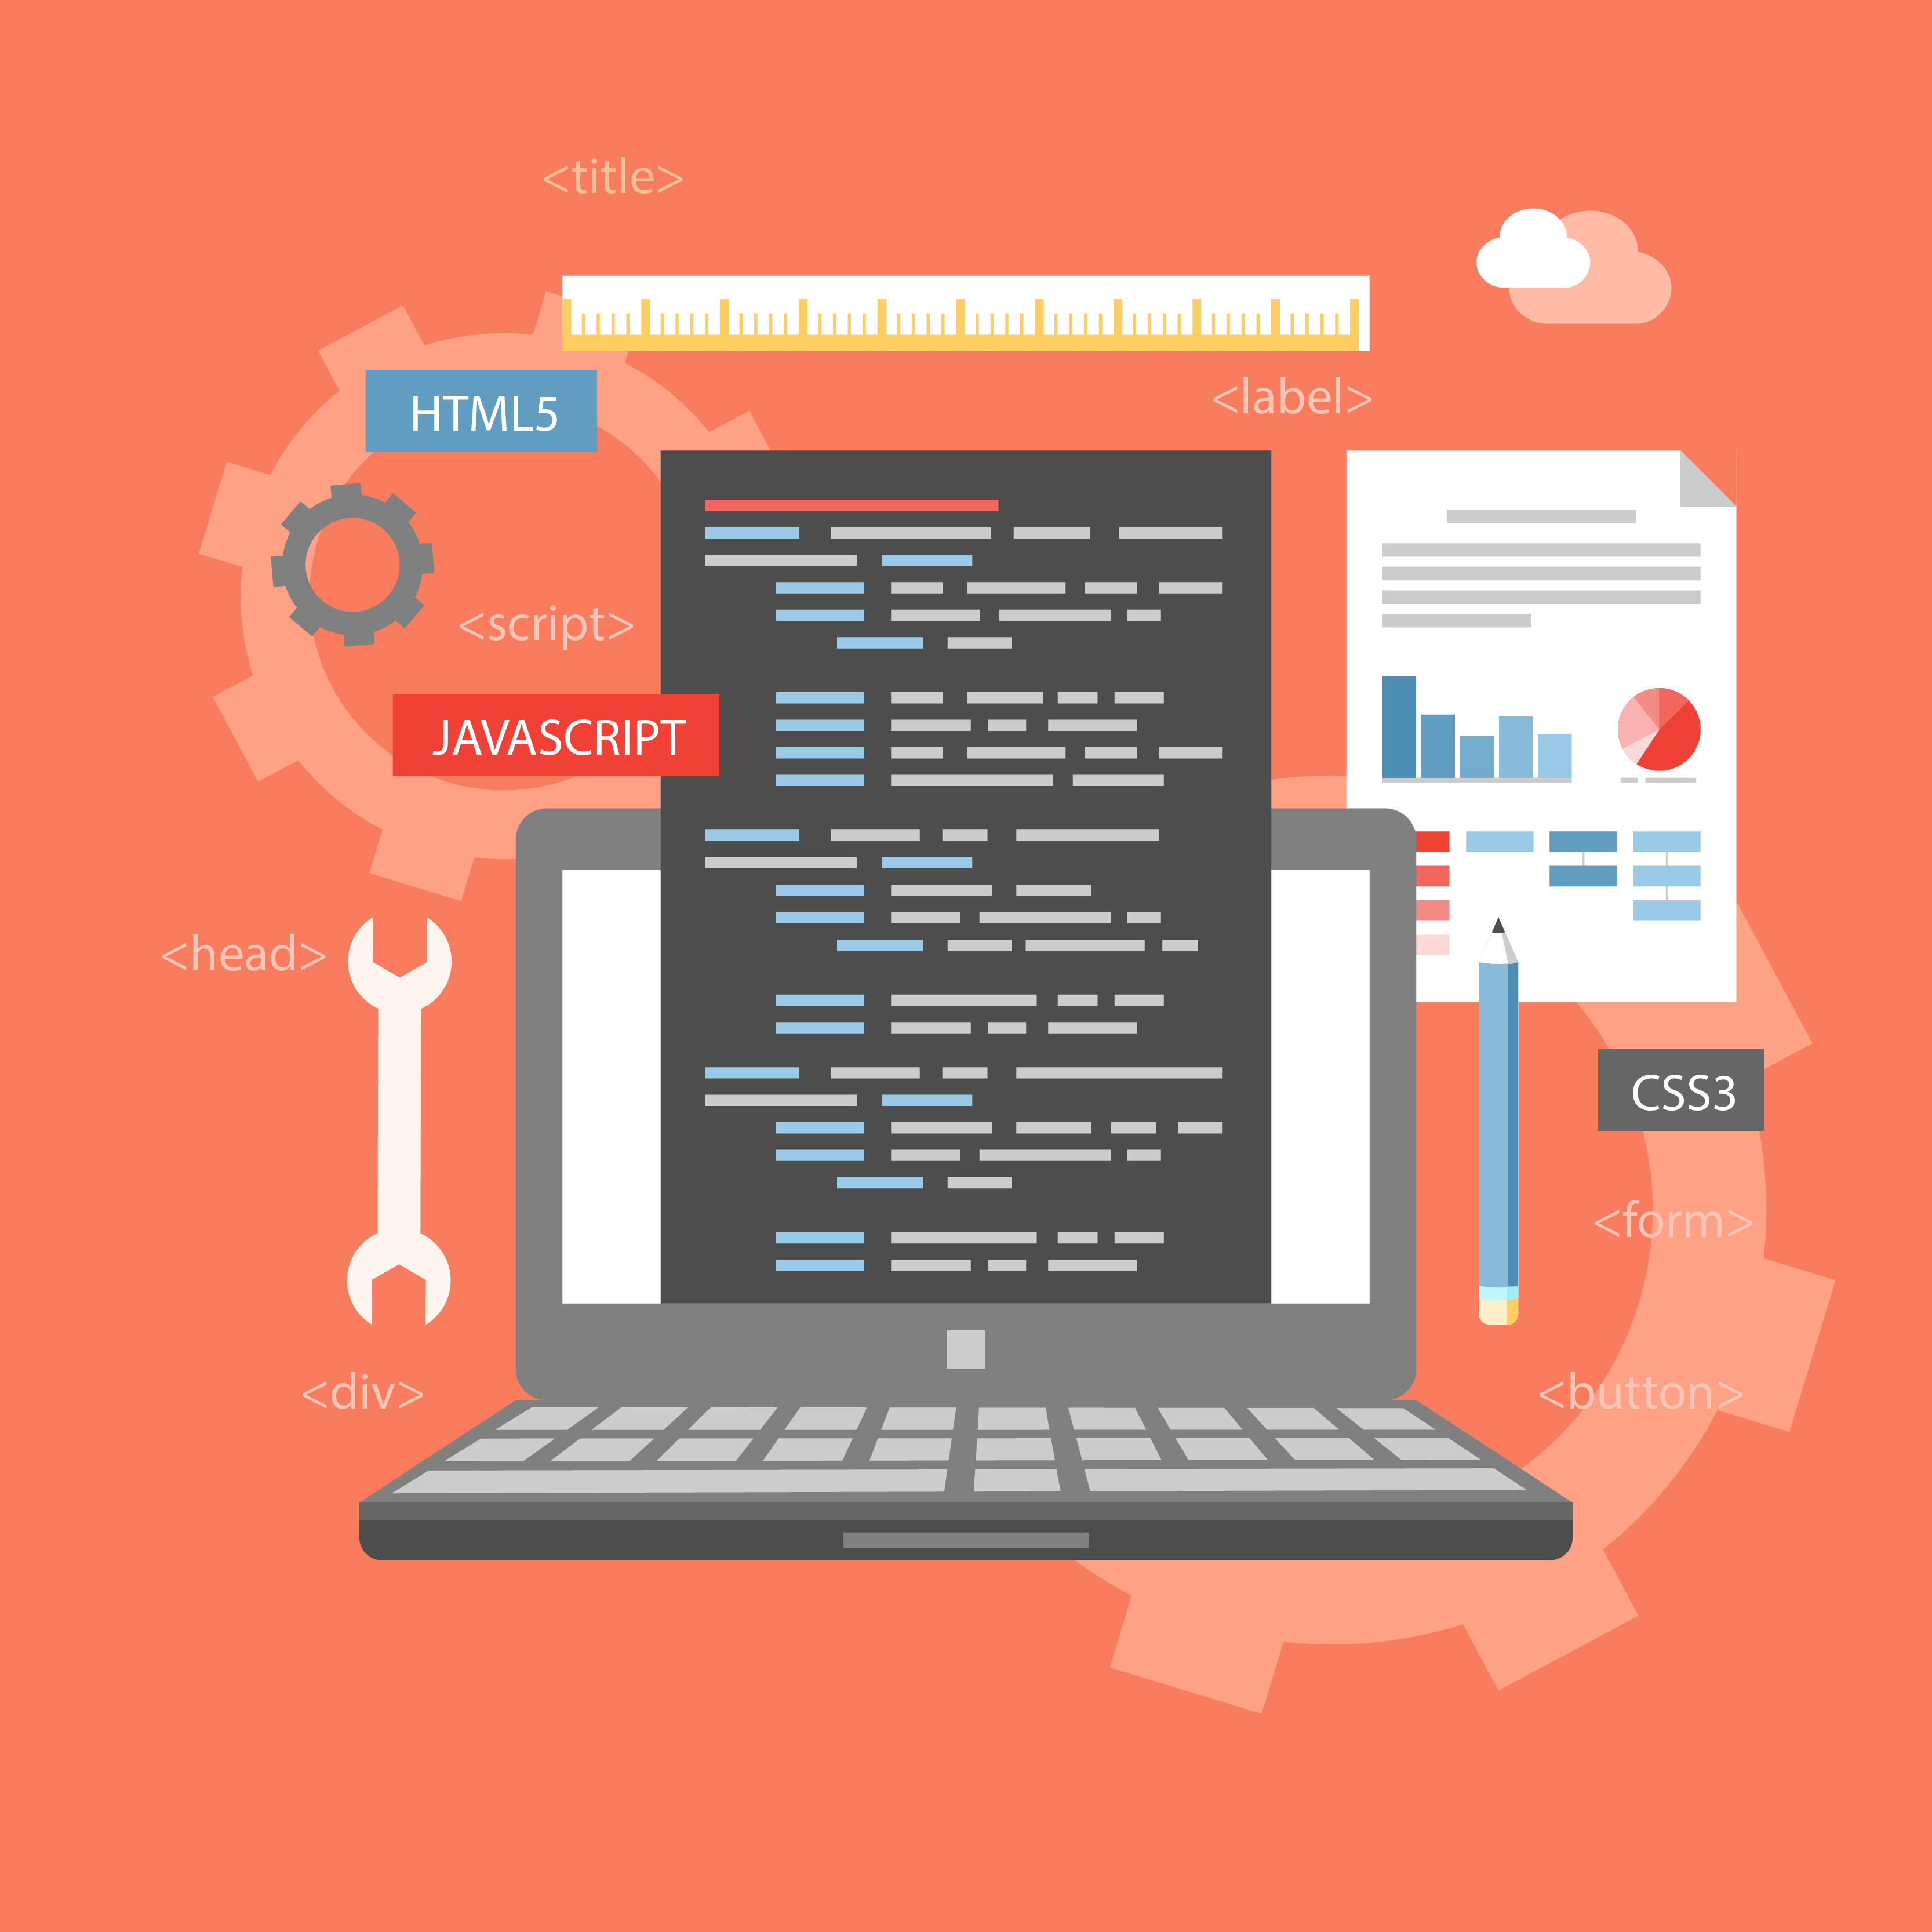 <title>
<label>
HTML5
<script>
JAVASCRIPT
<head>
CSS3
<form>
<div>
<button>